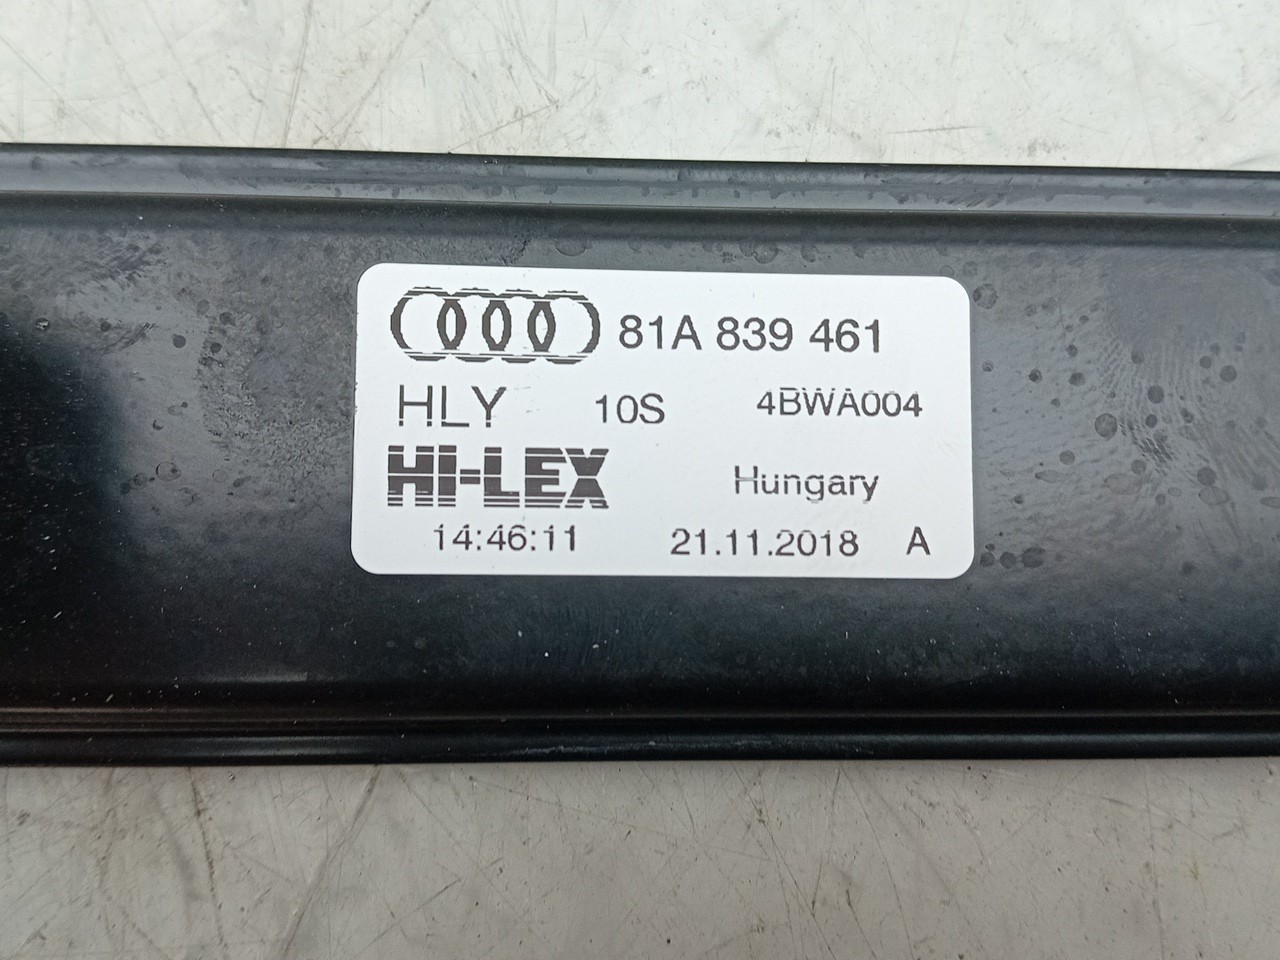 81A 839 461
HLY 10S 4BWA004
HI-LEX Hungary
14:46:11 21.11.2018 A